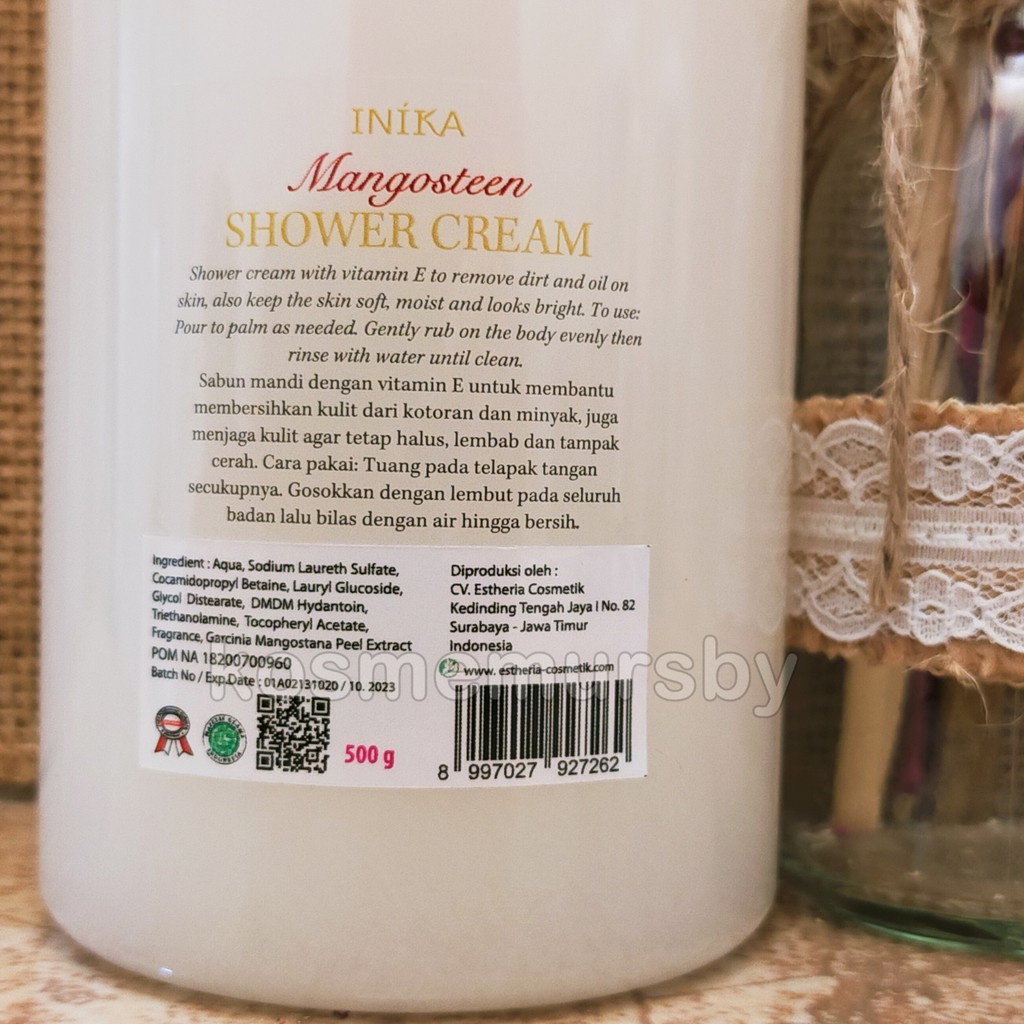 INIKA
Mangosteen
SHOWER CREAM
Shower cream with vitamin E to remove dirt and oil on
skin, also keep the skin soft, moist and looks bright. To use:
Pour to palm as needed. Gently rub on the body evenly then
rinse with water until clean.
Sabun mandi dengan vitamin E untuk membantu
membersihkan kulit dari kotoran dan minyak, juga
menjaga kulit agar tetap halus, lembab dan tampak
cerah. Cara pakai: Tuang pada telapak tangan
secukupnya. Gosokkan dengan lembut pada seluruh
badan lalu bilas dengan air hingga bersih.
Ingredient : Aqua, Sodium Laureth Sulfate,
Cocamidopropyl Betaine, Lauryl Glucoside,
Glycol Distearate, DMDM Hydantoin,
Triethanolamine, Tocopheryl Acetate,
Fragrance, Garcinia Mangostana Peel Extract
POM NA 18200700960
Batch No / Exp.Date : 01A02131020 / 10. 2023
500 g
Diproduksi oleh :
CV. Estheria Cosmetik
Kedinding Tengah Jaya I No. 82
Surabaya - Jawa Timur
Indonesia
www. estheria-cosmetik.com
8 997027 927262
kosmemursby